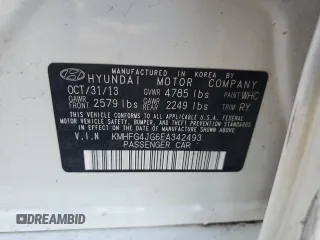 MANUFACTURED IN KOREA BY
HYUNDAI MOTOR COMPANY
OCT/31/13 GVWR 4785 lbs PAINT WHC
GAWR FRONT 2579 lbs GAWR REAR 2249 lbs TRIM RY
THIS VEHICLE CONFORMS TO ALL APPLICABLE
FEDERAL MOTOR VEHICLE SAFETY, BUMPER,
AND THEFT PREVENTION STANDARDS IN
EFFECT ON THE DATE OF MANUFACTURE
SHOWN ABOVE.
V.I.N KMHFG4JG6EA342493
PASSENGER CAR
AUTOBIDMASTER